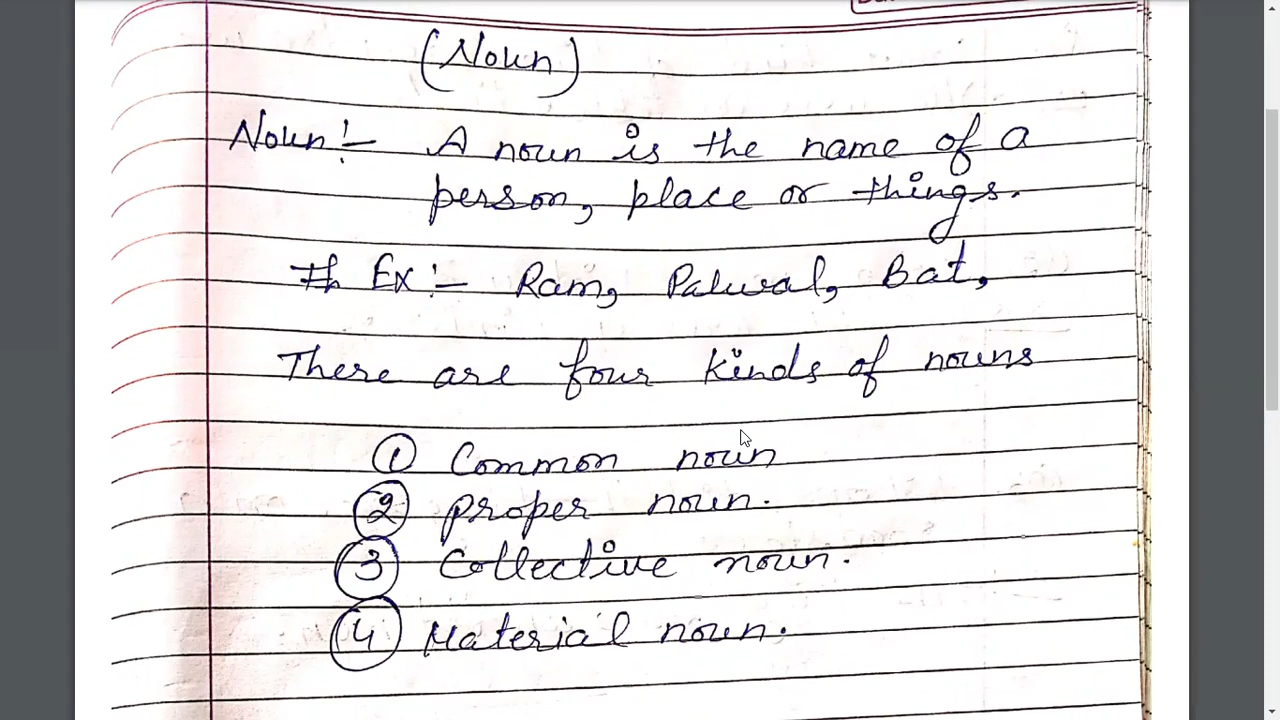 (Noun)
Noun:- A noun is the name of a
person, place or things.
# Ex:- Ram, Palwal, Bat,
There are four kinds of nouns
① Common noun
② Proper noun.
③ Collective noun.
④ Material noun.